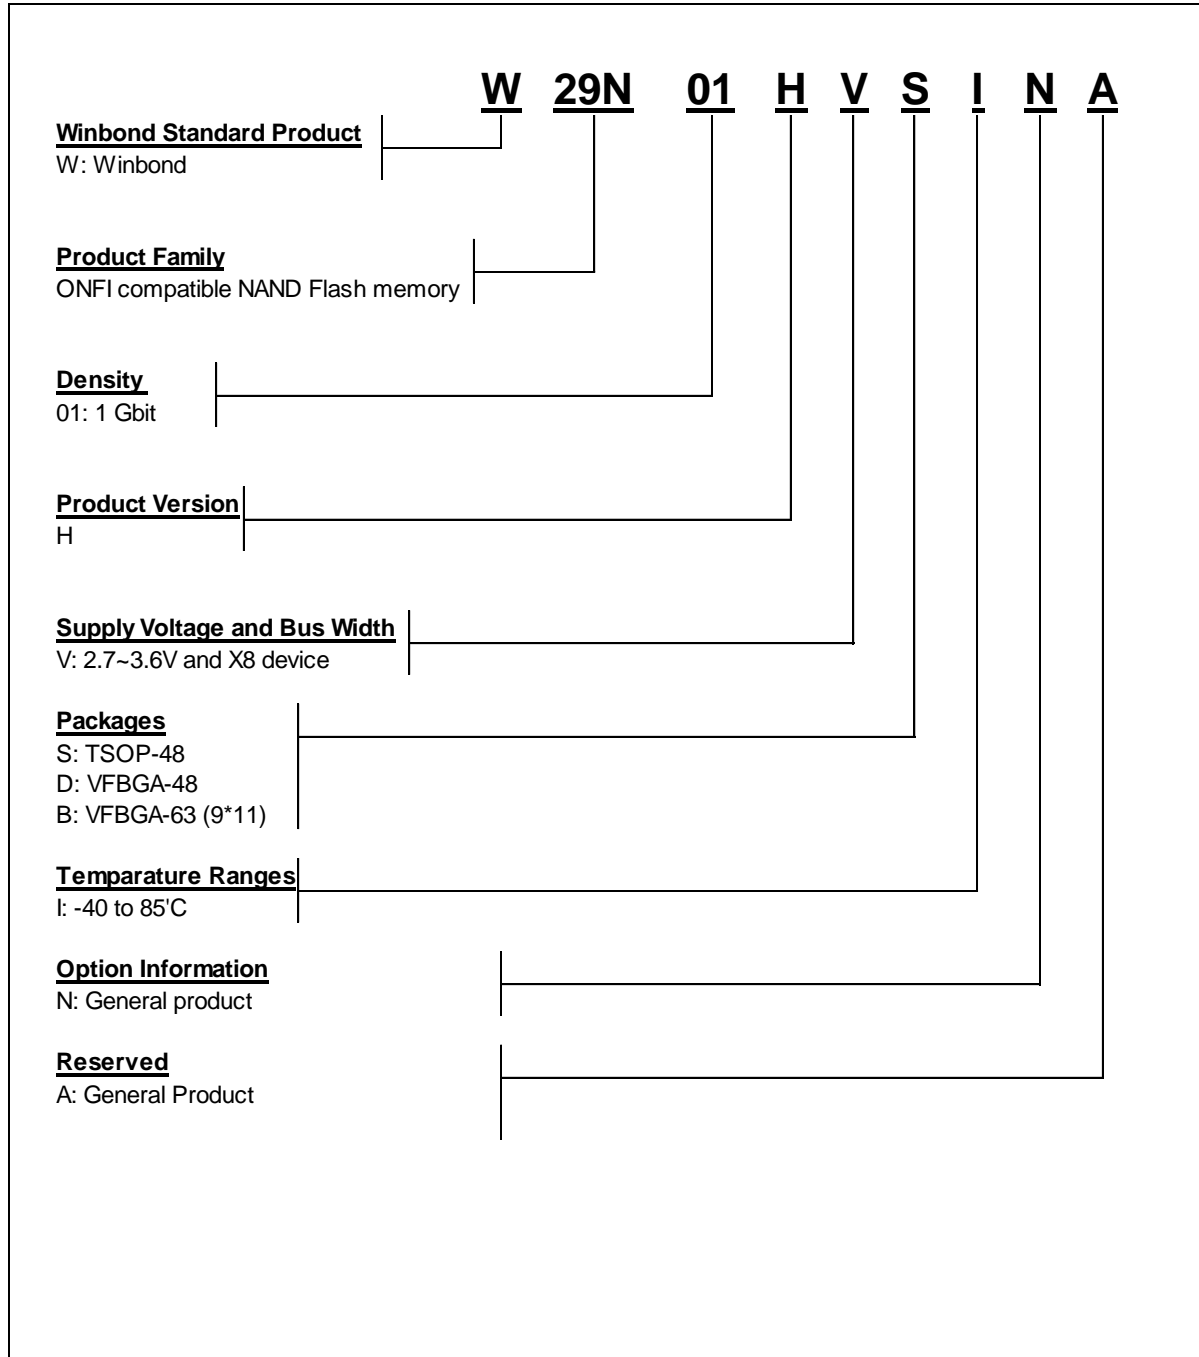 W 29N 01 H V S I N A
Winbond Standard Product
W: Winbond
Product Family
ONFI compatible NAND Flash memory
Density
01: 1 Gbit
Product Version
H
Supply Voltage and Bus Width
V: 2.7~3.6V and X8 device
Packages
S: TSOP-48
D: VFBGA-48
B: VFBGA-63 (9*11)
Temparature Ranges
I: -40 to 85'C
Option Information
N: General product
Reserved
A: General Product